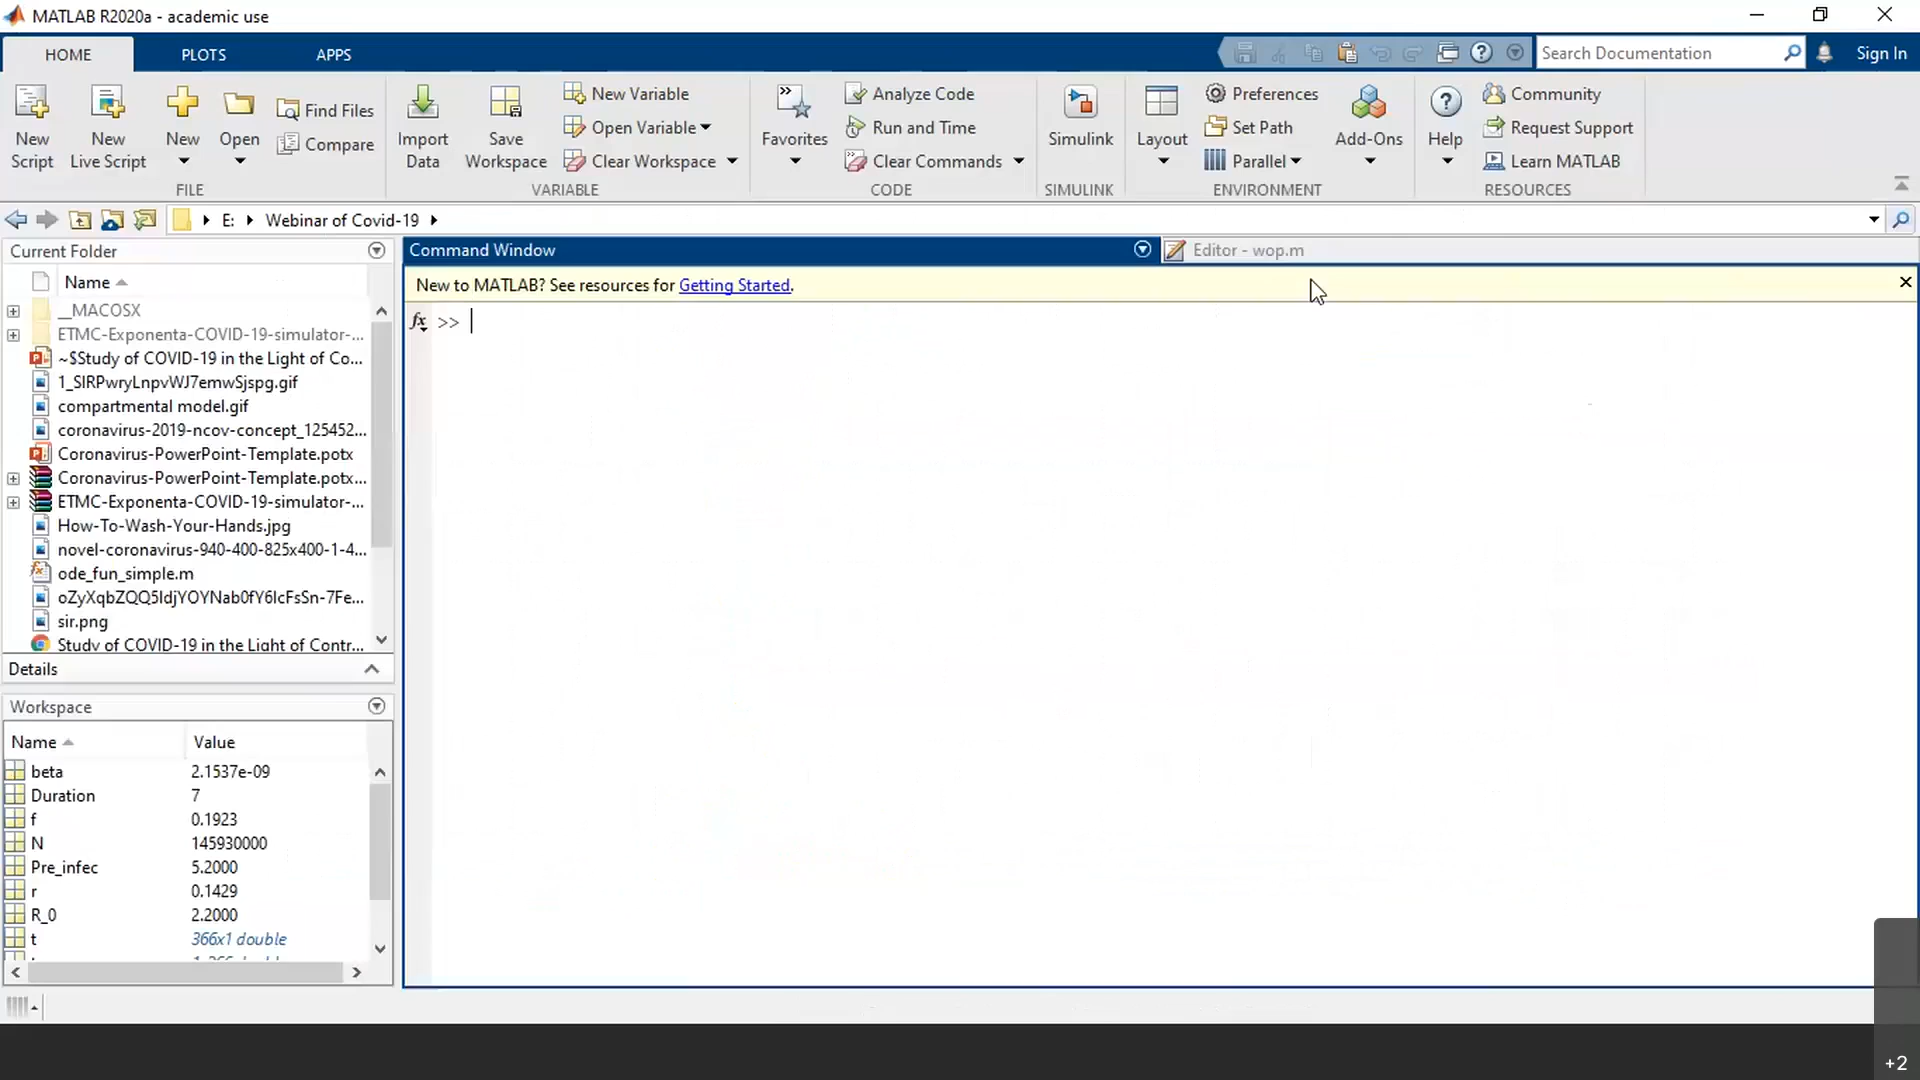 MATLAB R2020a - academic use
HOME PLOTS APPS
Search Documentation Sign In
New Script
New Live Script
New
Open
Find Files
Compare
FILE
Import Data
Save Workspace
New Variable
Open Variable
Clear Workspace
VARIABLE
Favorites
Analyze Code
Run and Time
Clear Commands
CODE
Simulink
SIMULINK
Layout
Preferences
Set Path
Parallel
Add-Ons
ENVIRONMENT
Help
Community
Request Support
Learn MATLAB
RESOURCES
E: Webinar of Covid-19
Current Folder
Name
__MACOSX
ETMC-Exponenta-COVID-19-simulator-...
~$Study of COVID-19 in the Light of Co...
1_SIRPwryLnpvWJ7emwSjspg.gif
compartmental model.gif
coronavirus-2019-ncov-concept_125452...
Coronavirus-PowerPoint-Template.potx
Coronavirus-PowerPoint-Template.potx...
ETMC-Exponenta-COVID-19-simulator-...
How-To-Wash-Your-Hands.jpg
novel-coronavirus-940-400-825x400-1-4...
ode_fun_simple.m
oZyXqbZQQ5IdjYOYNab0fY6IcFsSn-7Fe...
sir.png
Study of COVID-19 in the Light of Contr...
Details
Workspace
Name Value
beta 2.1537e-09
Duration 7
f 0.1923
N 145930000
Pre_infec 5.2000
r 0.1429
R_0 2.2000
t 366x1 double
Command Window
Editor - wop.m
New to MATLAB? See resources for Getting Started.
fx >>
+2